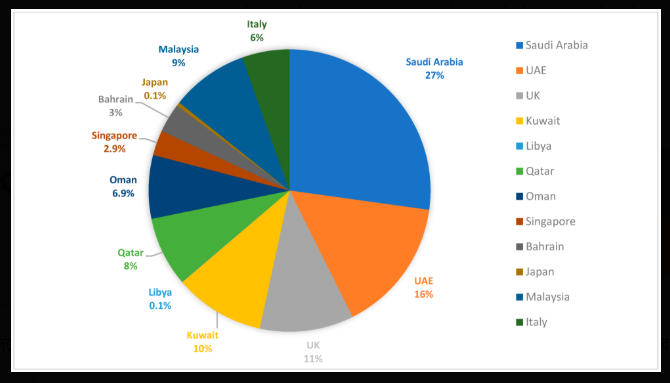 Italy
6%
Malaysia
9%
Japan
0.1%
Bahrain
3%
Singapore
2.9%
Oman
6.9%
Qatar
8%
Libya
0.1%
Kuwait
10%
UK
11%
UAE
16%
Saudi Arabia
27%
Saudi Arabia
UAE
UK
Kuwait
Libya
Qatar
Oman
Singapore
Bahrain
Japan
Malaysia
Italy